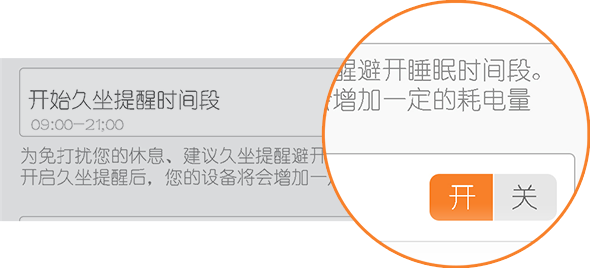 开始久坐提醒时间段
09:00-21:00
为免打扰您的休息、建议久坐提醒避开
开启久坐提醒后，您的设备将会增加一
醒避开睡眠时间段。
增加一定的耗电量
开 关